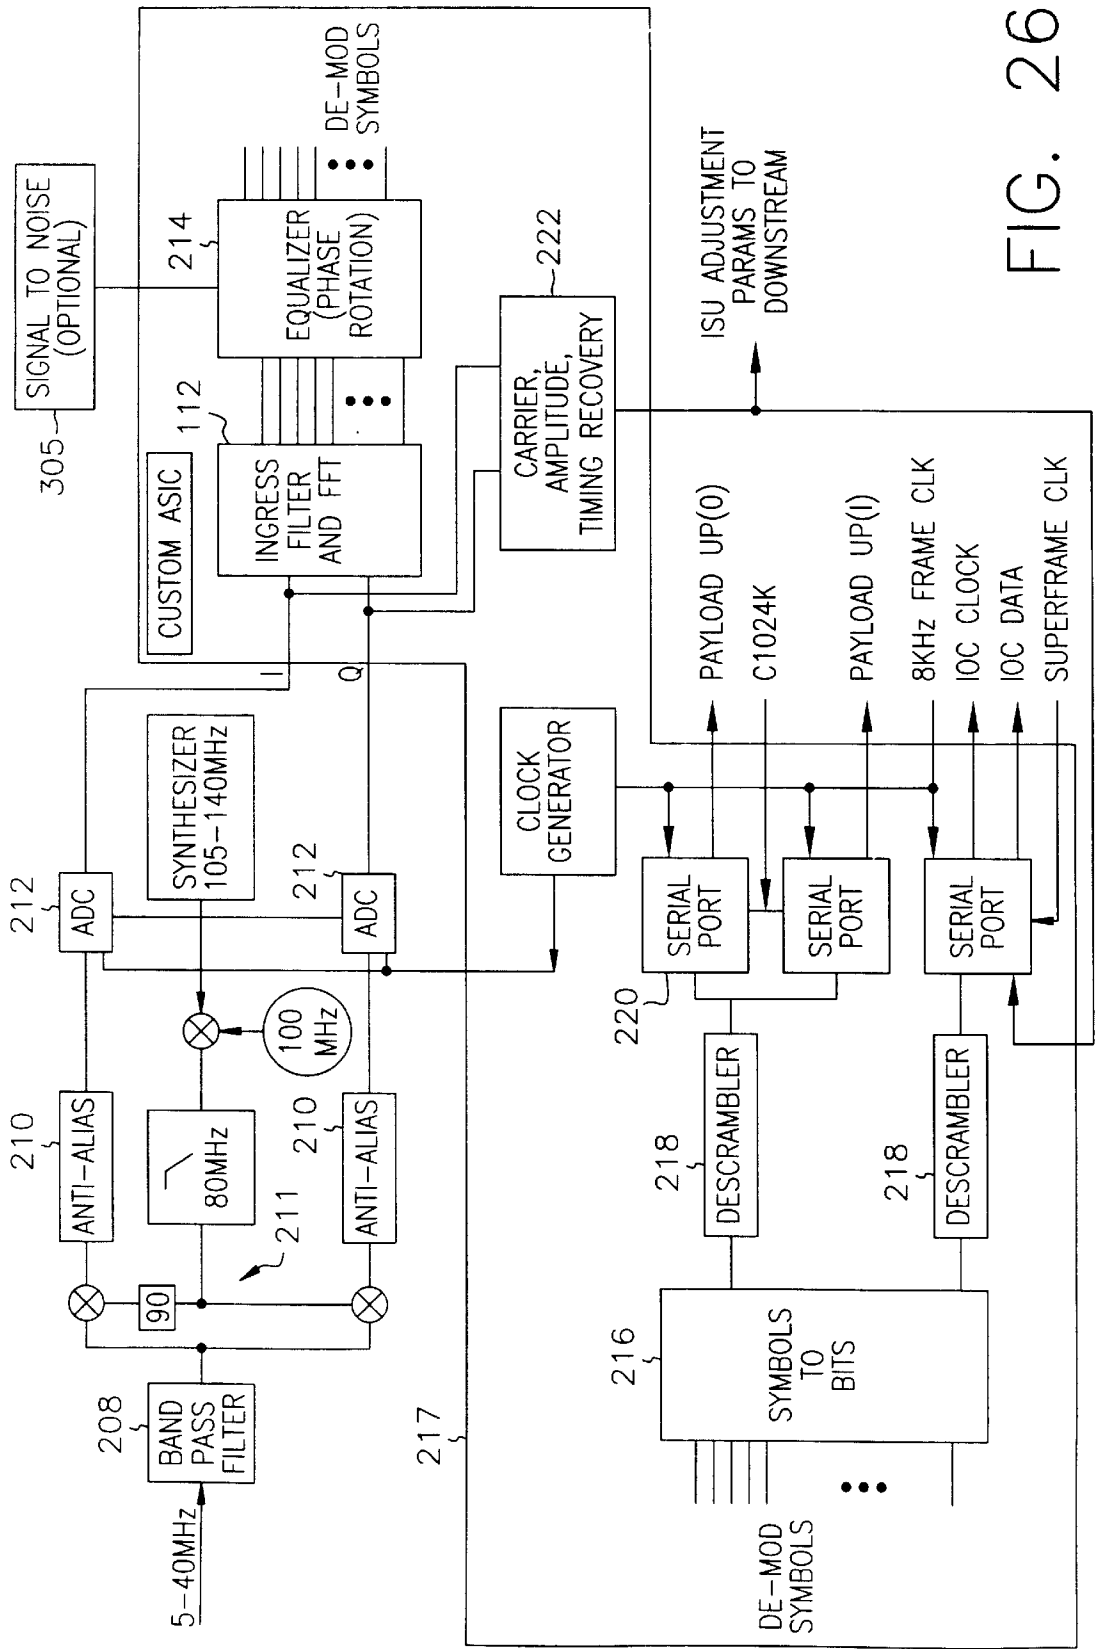 305
SIGNAL TO NOISE
(OPTIONAL)
5-40MHz
208
BAND
PASS
FILTER
90
211
210
ANTI-ALIAS
80MHz
210
ANTI-ALIAS
100
MHz
212
ADC
SYNTHESIZER
105-140MHz
212
ADC
I
Q
CUSTOM ASIC
112
INGRESS
FILTER
AND FFT
214
EQUALIZER
(PHASE
ROTATION)
DE-MOD
SYMBOLS
217
CLOCK
GENERATOR
CARRIER,
AMPLITUDE,
TIMING RECOVERY
222
ISU ADJUSTMENT
PARAMS TO
DOWNSTREAM
DE-MOD
SYMBOLS
216
SYMBOLS
TO
BITS
218
DESCRAMBLER
218
DESCRAMBLER
220
SERIAL
PORT
SERIAL
PORT
SERIAL
PORT
PAYLOAD UP(0)
C1024K
PAYLOAD UP(1)
8KHz FRAME CLK
IOC CLOCK
IOC DATA
SUPERFRAME CLK
FIG. 26